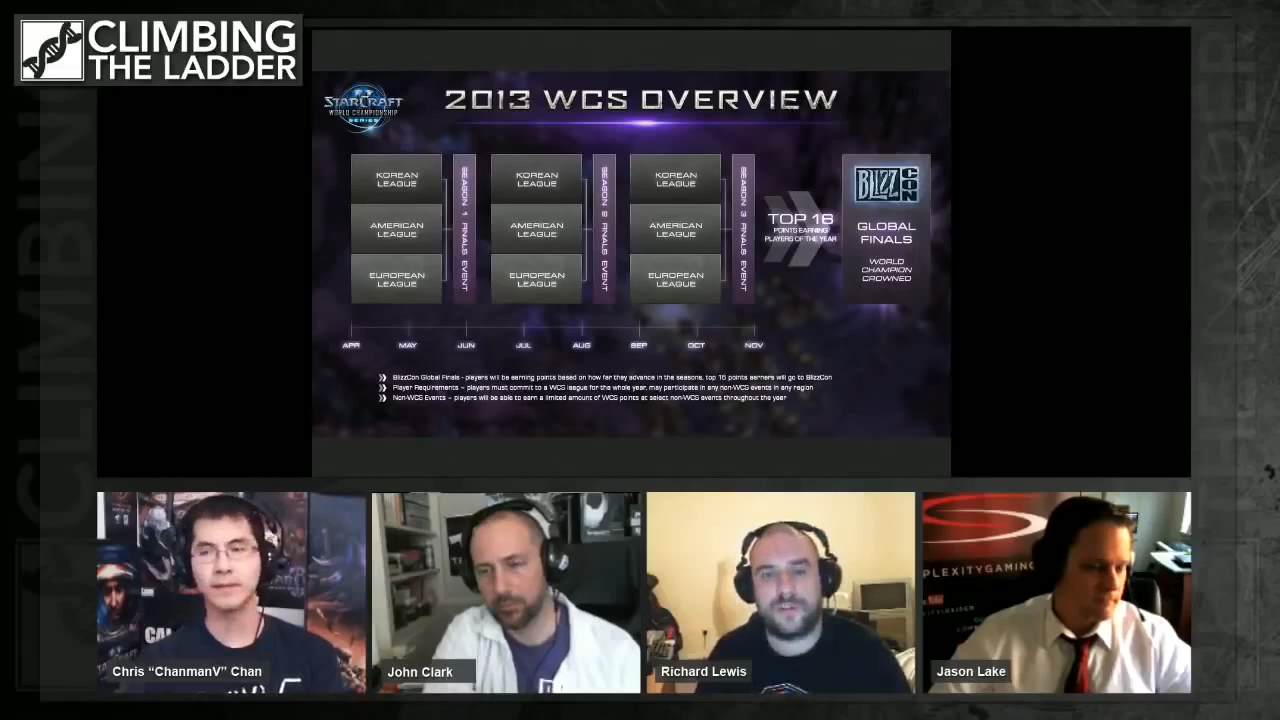 CLIMBING
THE LADDER
STARCRAFT
WORLD CHAMPIONSHIP
SERIES
2013 WCS OVERVIEW
KOREAN
LEAGUE
AMERICAN
LEAGUE
EUROPEAN
LEAGUE
SEASON 1 FINALS EVENT
KOREAN
LEAGUE
AMERICAN
LEAGUE
EUROPEAN
LEAGUE
SEASON 2 FINALS EVENT
KOREAN
LEAGUE
AMERICAN
LEAGUE
EUROPEAN
LEAGUE
SEASON 3 FINALS EVENT
TOP 16
POINTS EARNING
PLAYERS OF THE YEAR
BLIZZCON
GLOBAL
FINALS
WORLD
CHAMPION
CROWNED
APR MAY JUN JUL AUG SEP OCT NOV
BlizzCon Global Finals - players will be earning points based on how far they advance in the seasons, top 16 points earners will go to BlizzCon
Player Requirements – players must commit to a WCS league for the whole year, may participate in any non-WCS events in any region
Non-WCS Events – players will be able to earn a limited amount of WCS points at select non-WCS events throughout the year
PLEXITYGAMING
CAL
Chris “ChanmanV” Chan
John Clark
Richard Lewis
Jason Lake